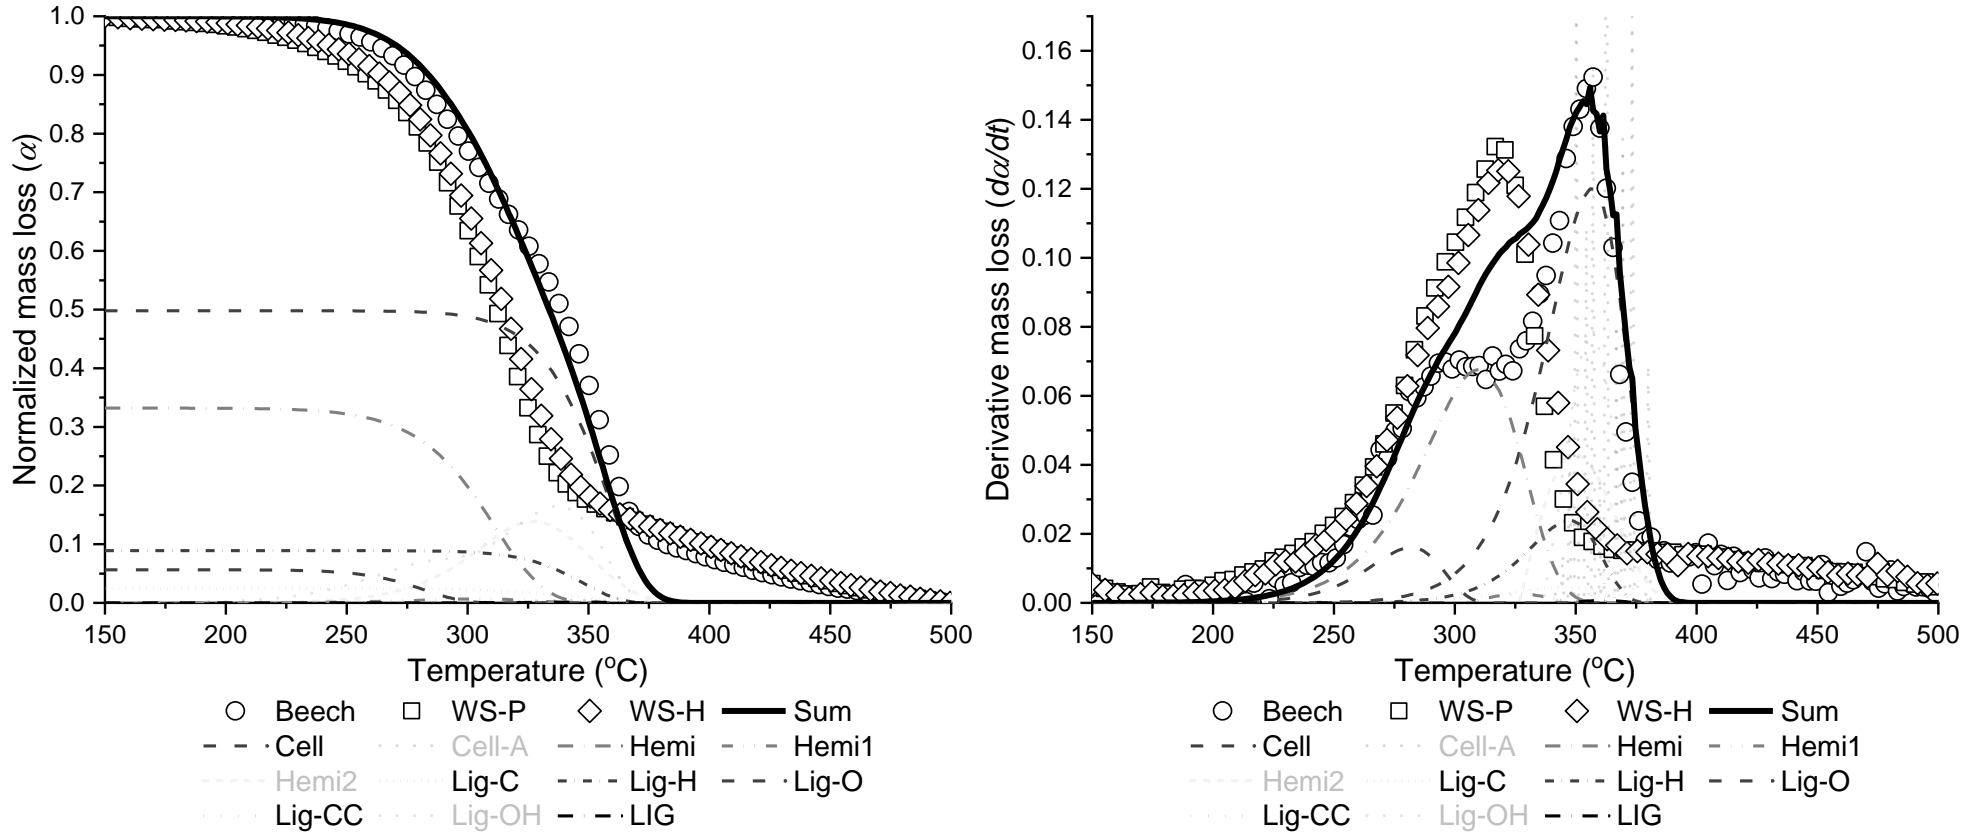 1.0
0.9
0.8
0.7
0.6
0.5
0.4
0.3
0.2
0.1
0.0
Normalized mass loss (α)
150 200 250 300 350 400 450 500
Temperature (°C)
Beech WS-P WS-H Sum
Cell Cell-A Hemi Hemi1
Hemi2 Lig-C Lig-H Lig-O
Lig-CC Lig-OH LIG
0.16
0.14
0.12
0.10
0.08
0.06
0.04
0.02
0.00
Derivative mass loss (dα/dt)
150 200 250 300 350 400 450 500
Temperature (°C)
Beech WS-P WS-H Sum
Cell Cell-A Hemi Hemi1
Hemi2 Lig-C Lig-H Lig-O
Lig-CC Lig-OH LIG